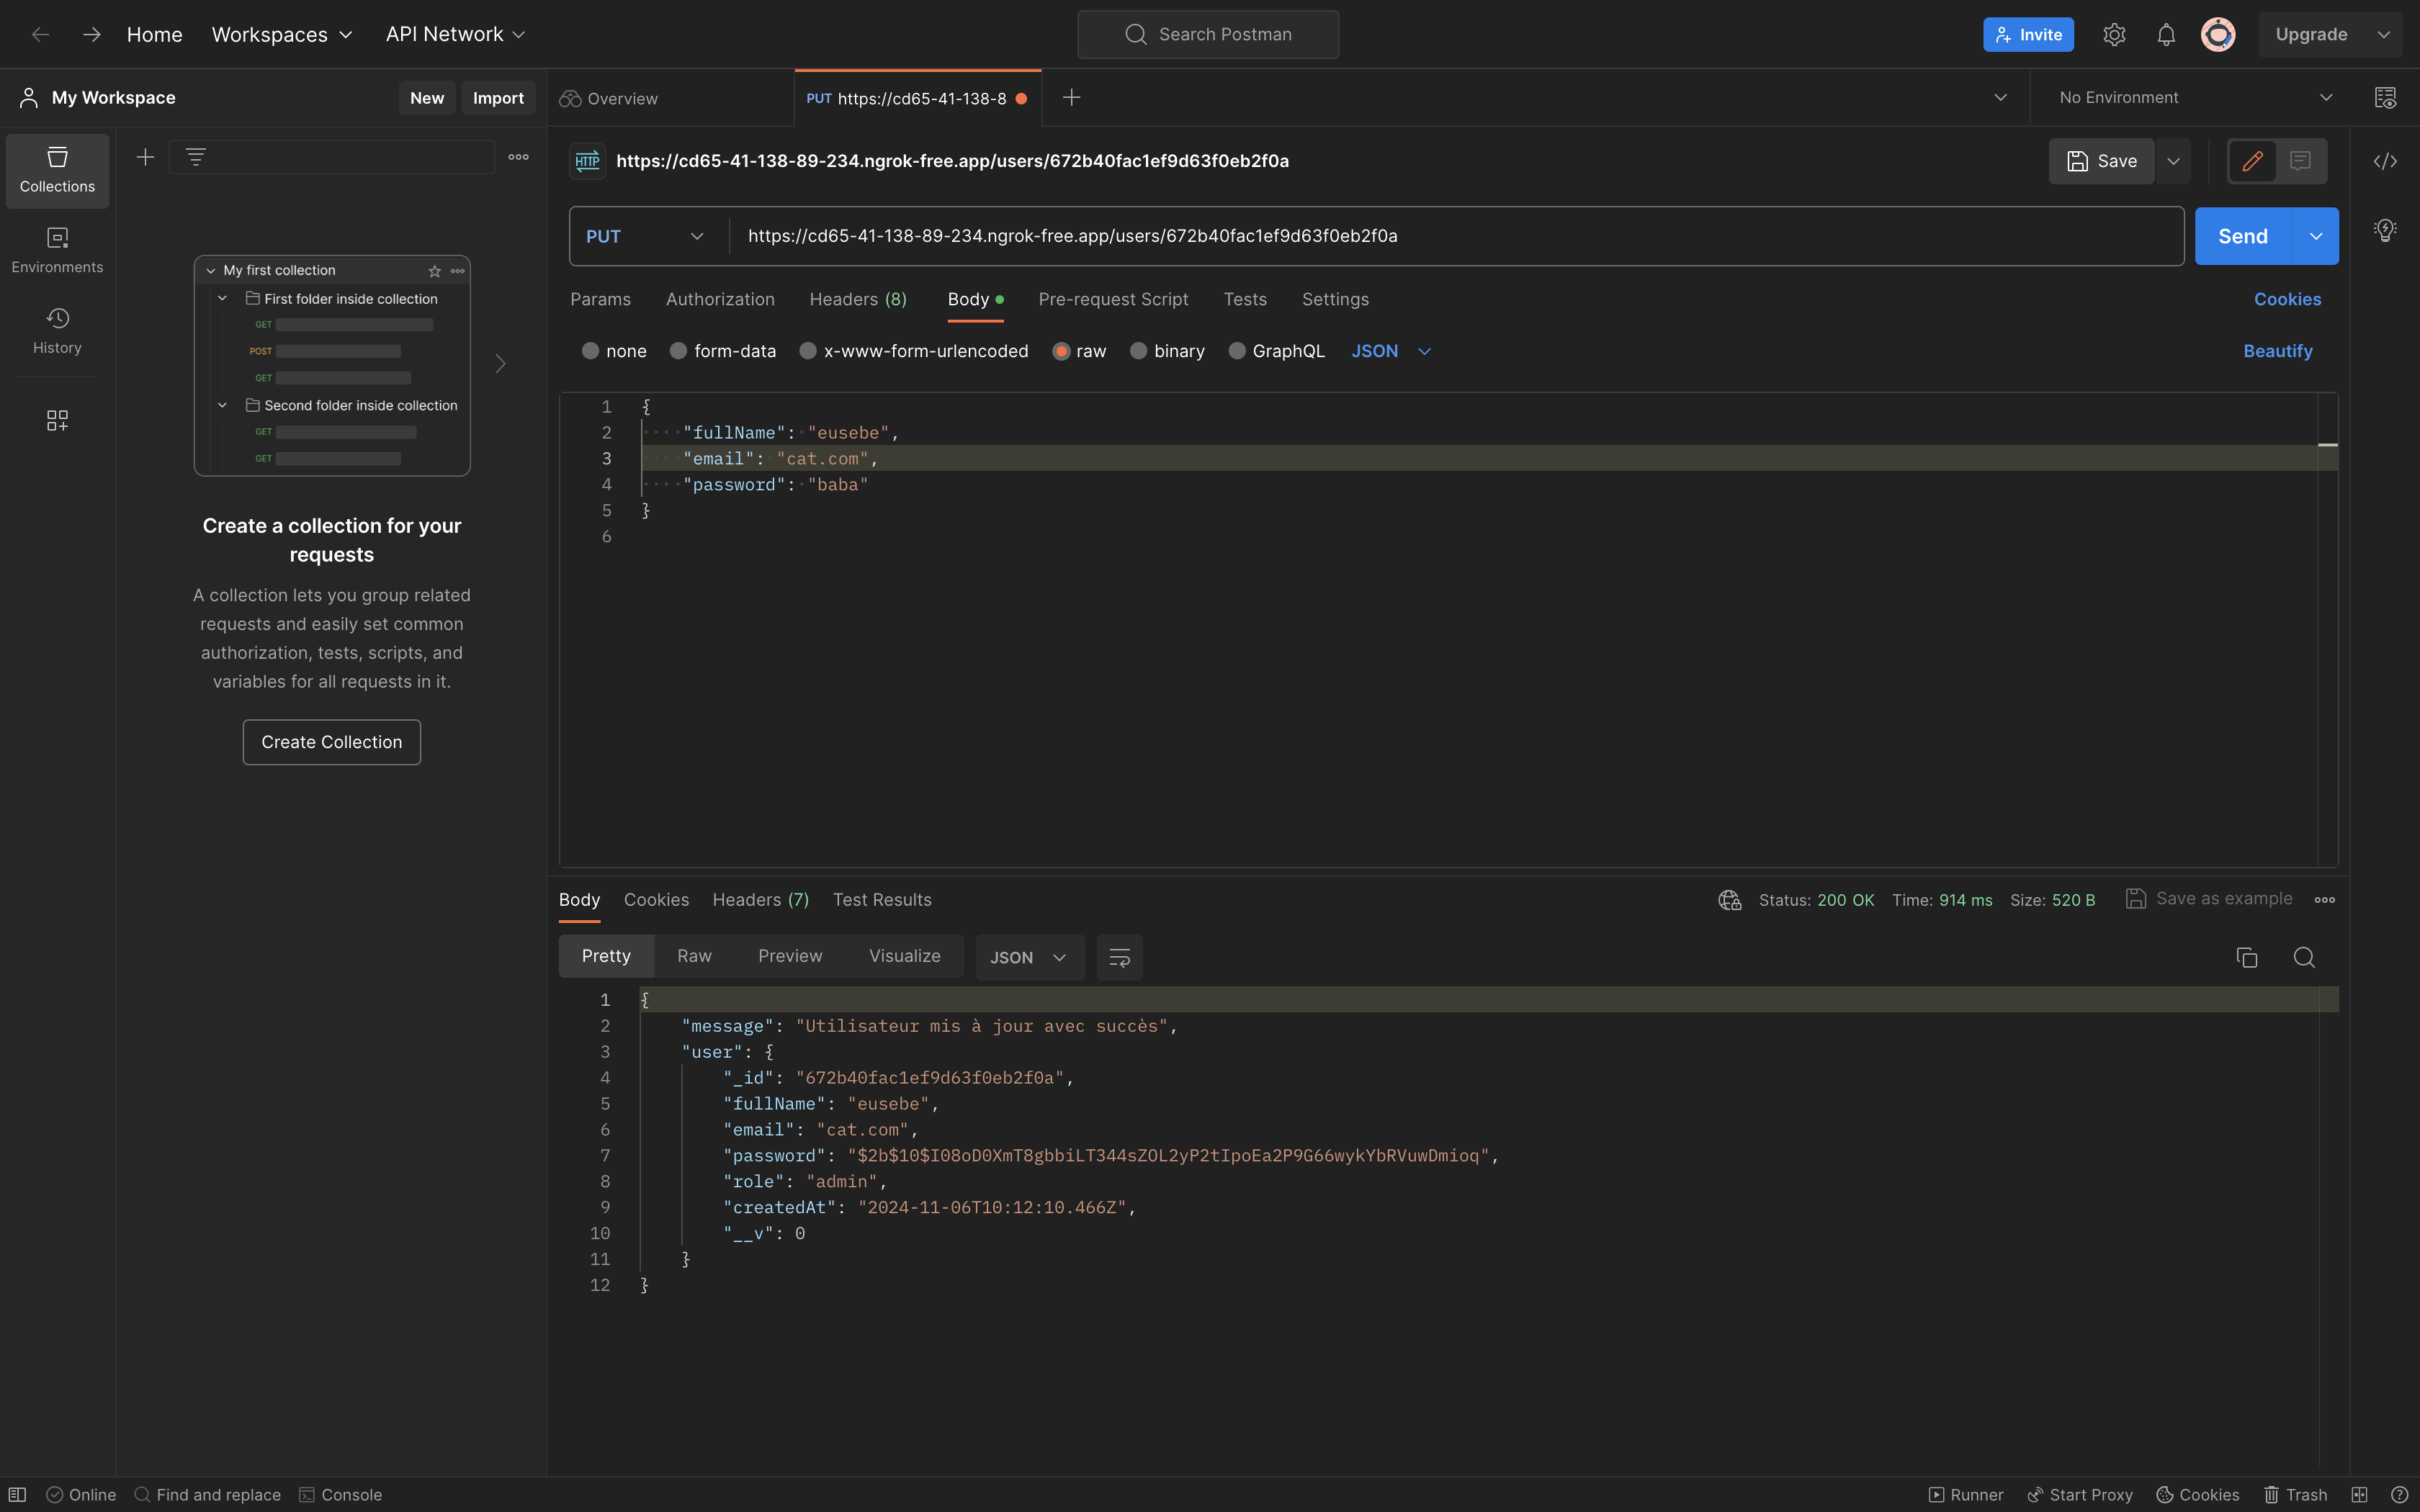 Home Workspaces API Network Search Postman Invite Upgrade
My Workspace New Import Overview PUT https://cd65-41-138-8 No Environment
Collections
Environments
History
My first collection
First folder inside collection
GET
POST
GET
Second folder inside collection
GET
GET
Create a collection for your
requests
A collection lets you group related
requests and easily set common
authorization, tests, scripts, and
variables for all requests in it.
Create Collection
HTTP https://cd65-41-138-89-234.ngrok-free.app/users/672b40fac1ef9d63f0eb2f0a Save
PUT https://cd65-41-138-89-234.ngrok-free.app/users/672b40fac1ef9d63f0eb2f0a Send
Params Authorization Headers (8) Body Pre-request Script Tests Settings Cookies
none form-data x-www-form-urlencoded raw binary GraphQL JSON Beautify
1 {
2 "fullName": "eusebe",
3 "email": "cat.com",
4 "password": "baba"
5 }
6
Body Cookies Headers (7) Test Results Status: 200 OK Time: 914 ms Size: 520 B Save as example
Pretty Raw Preview Visualize JSON
1 {
2 "message": "Utilisateur mis à jour avec succès",
3 "user": {
4 "_id": "672b40fac1ef9d63f0eb2f0a",
5 "fullName": "eusebe",
6 "email": "cat.com",
7 "password": "$2b$10$I08oD0XmT8gbbiLT344sZOL2yP2tIpoEa2P9G66wykYbRVuwDmioq",
8 "role": "admin",
9 "createdAt": "2024-11-06T10:12:10.466Z",
10 "__v": 0
11 }
12 }
Online Find and replace Console Runner Start Proxy Cookies Trash